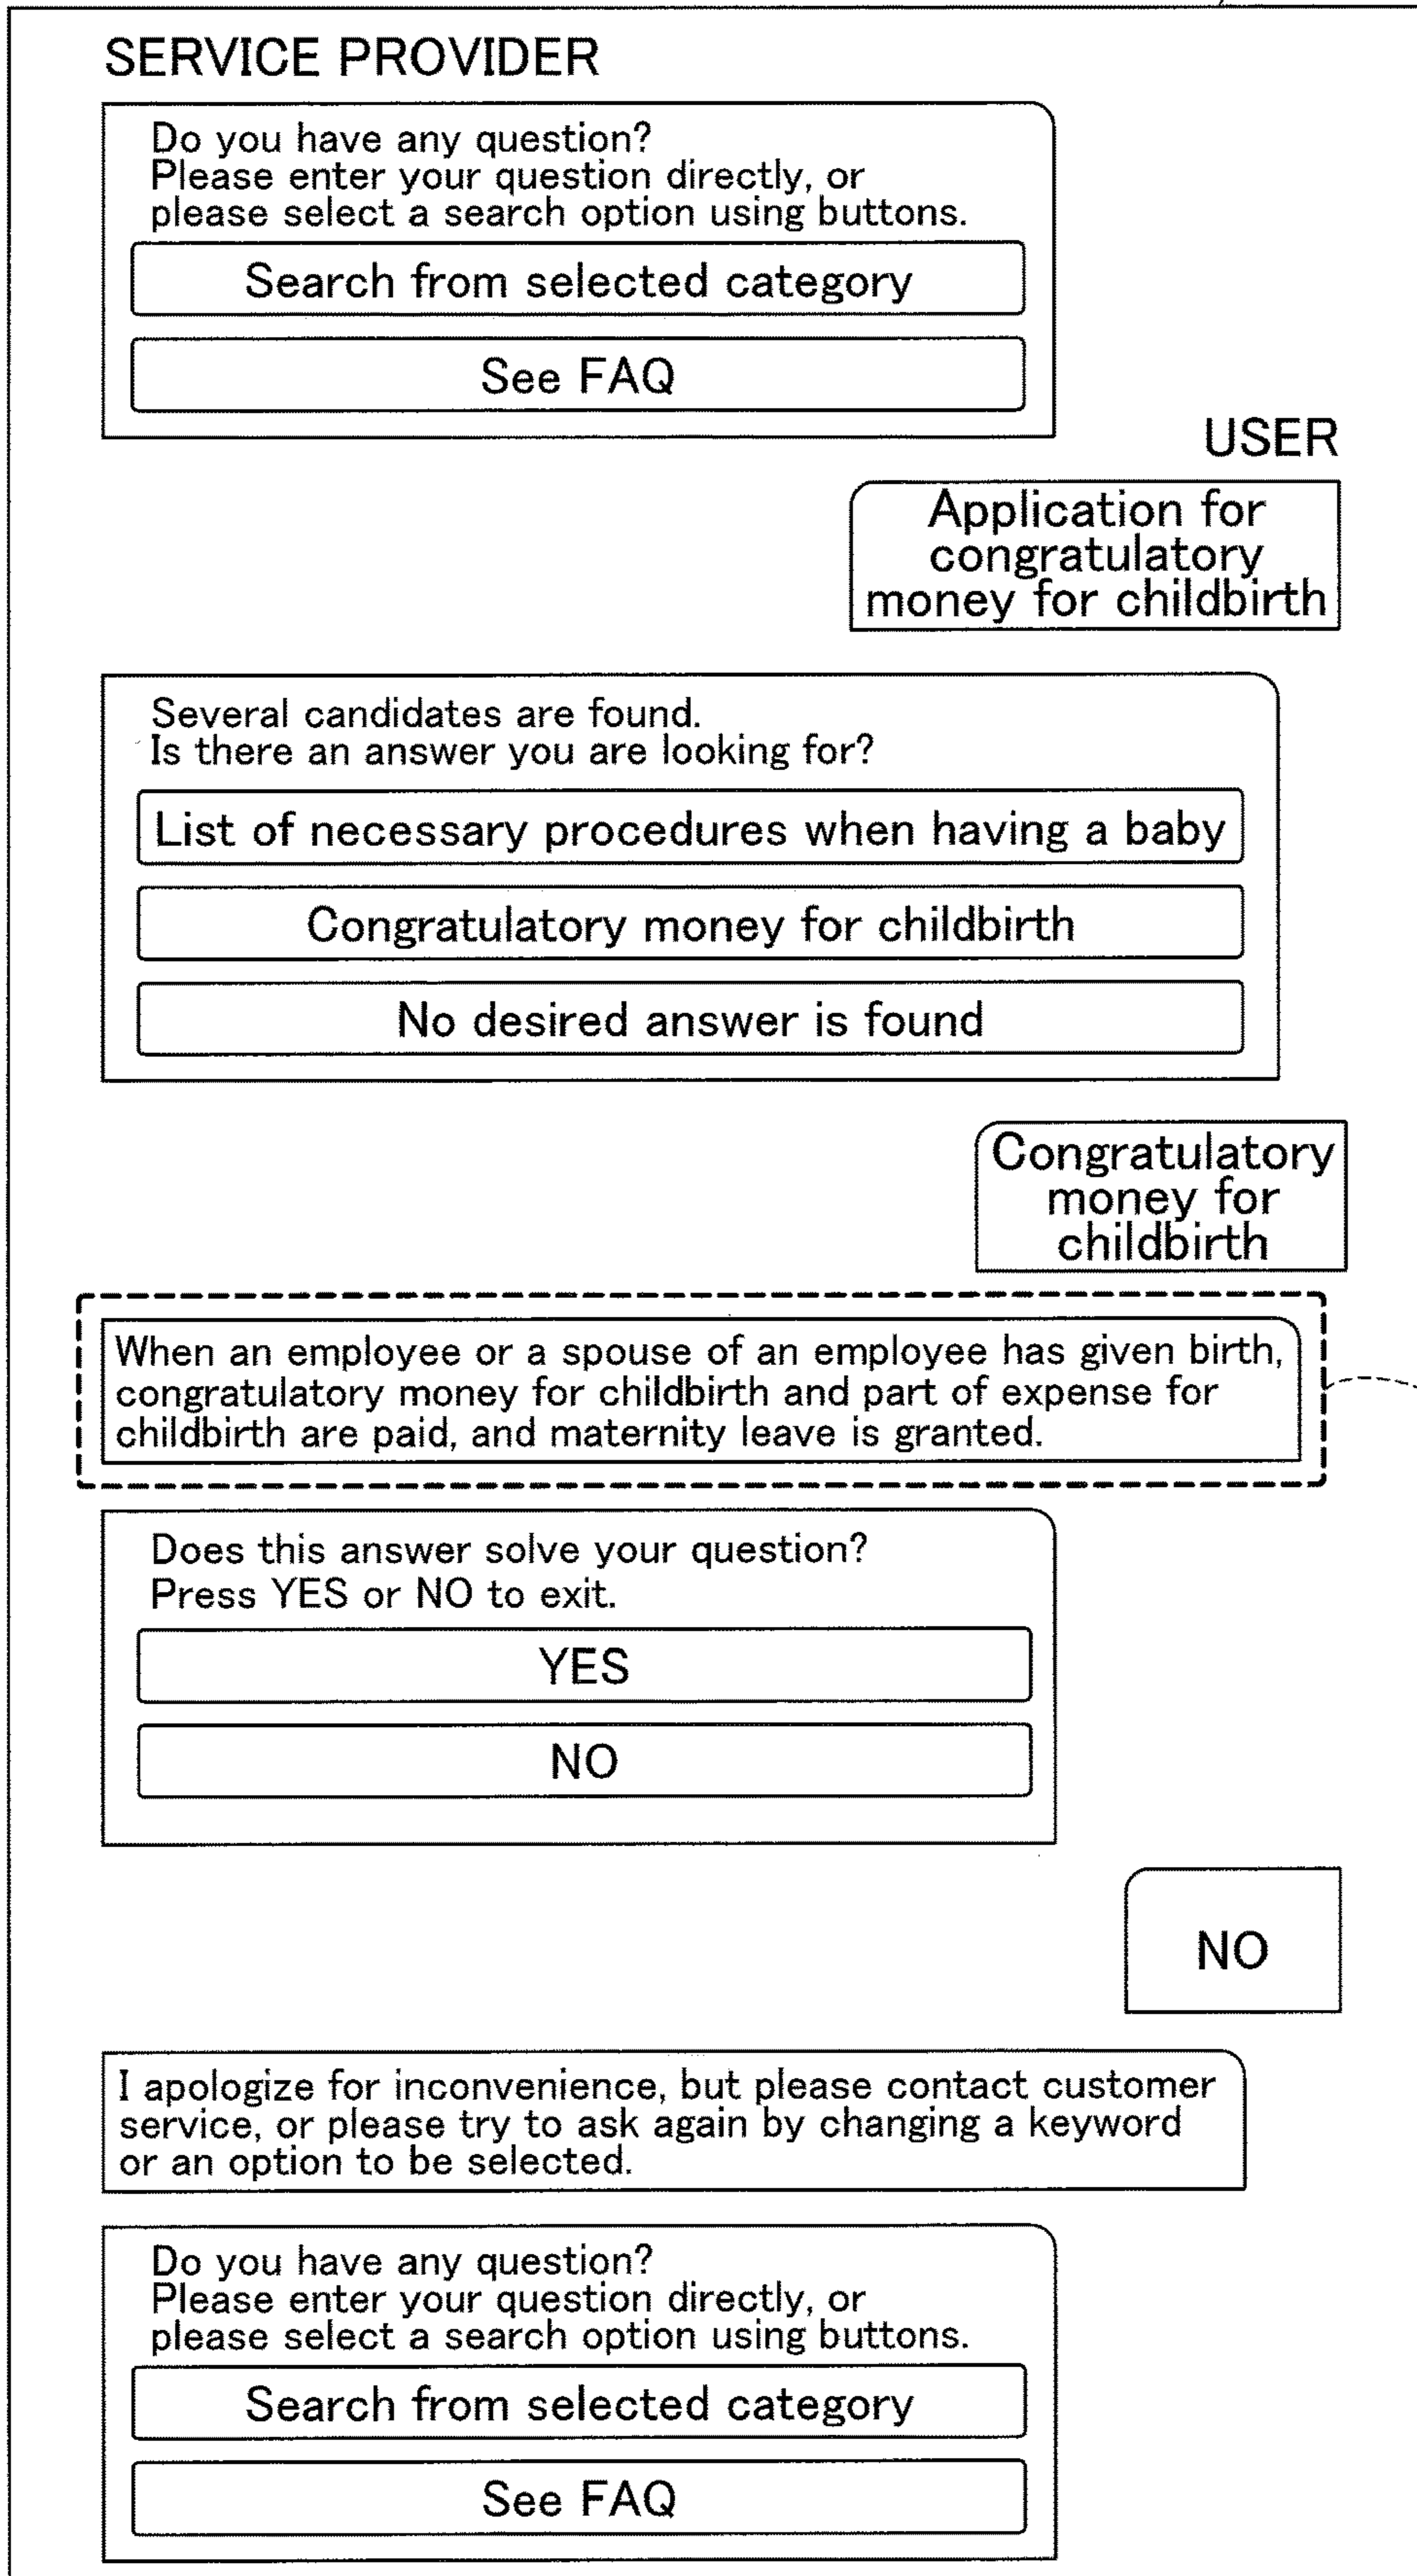 SERVICE PROVIDER
Do you have any question?
Please enter your question directly, or
please select a search option using buttons.
Search from selected category
See FAQ
USER
Application for
congratulatory
money for childbirth
Several candidates are found.
Is there an answer you are looking for?
List of necessary procedures when having a baby
Congratulatory money for childbirth
No desired answer is found
Congratulatory
money for
childbirth
When an employee or a spouse of an employee has given birth,
congratulatory money for childbirth and part of expense for
childbirth are paid, and maternity leave is granted.
Does this answer solve your question?
Press YES or NO to exit.
YES
NO
NO
I apologize for inconvenience, but please contact customer
service, or please try to ask again by changing a keyword
or an option to be selected.
Do you have any question?
Please enter your question directly, or
please select a search option using buttons.
Search from selected category
See FAQ